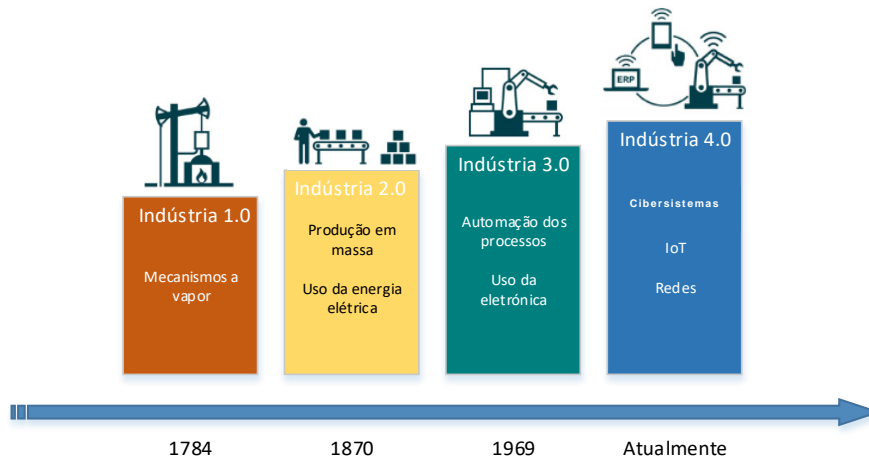 ERP
Indústria 1.0
Mecanismos a
vapor
Indústria 2.0
Produção em
massa
Uso da energia
elétrica
Indústria 3.0
Automação dos
processos
Uso da
eletrónica
Indústria 4.0
Cibersistemas
IoT
Redes
1784
1870
1969
Atualmente